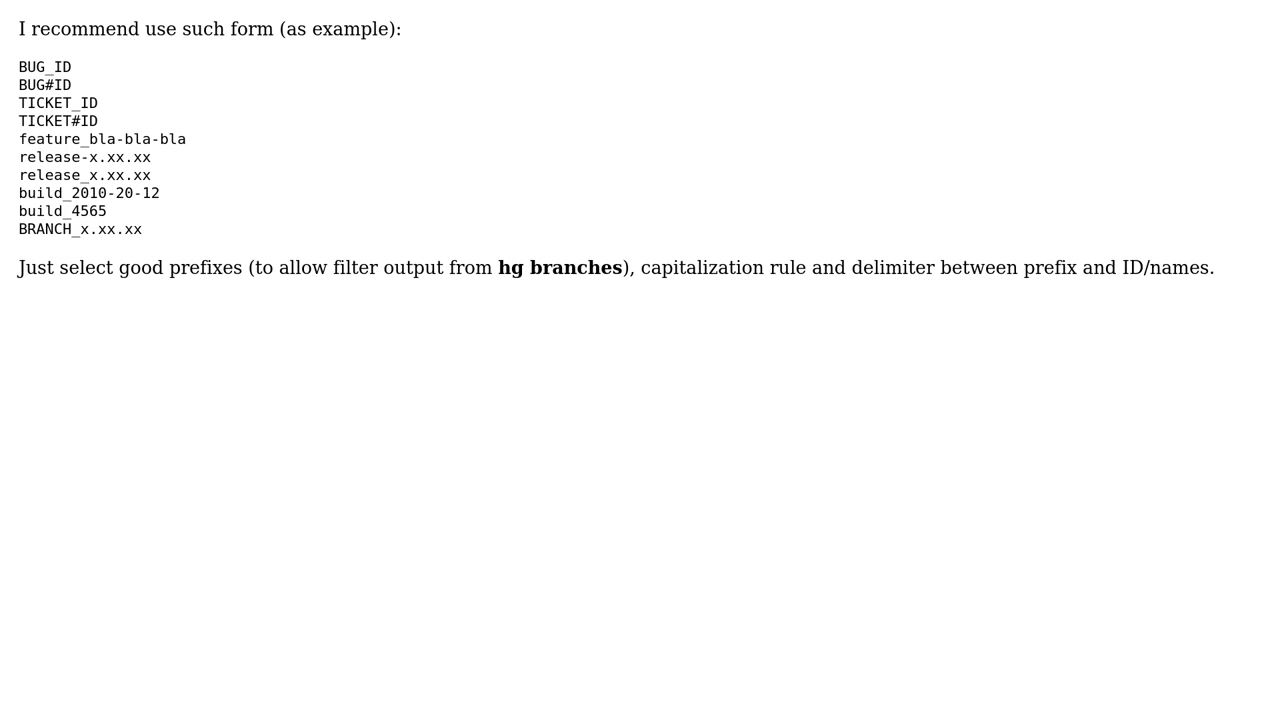 I recommend use such form (as example):
BUG_ID
BUG#ID
TICKET_ID
TICKET#ID
feature_bla-bla-bla
release-x.xx.xx
release_x.xx.xx
build_2010-20-12
build_4565
BRANCH_x.xx.xx
Just select good prefixes (to allow filter output from hg branches), capitalization rule and delimiter between prefix and ID/names.